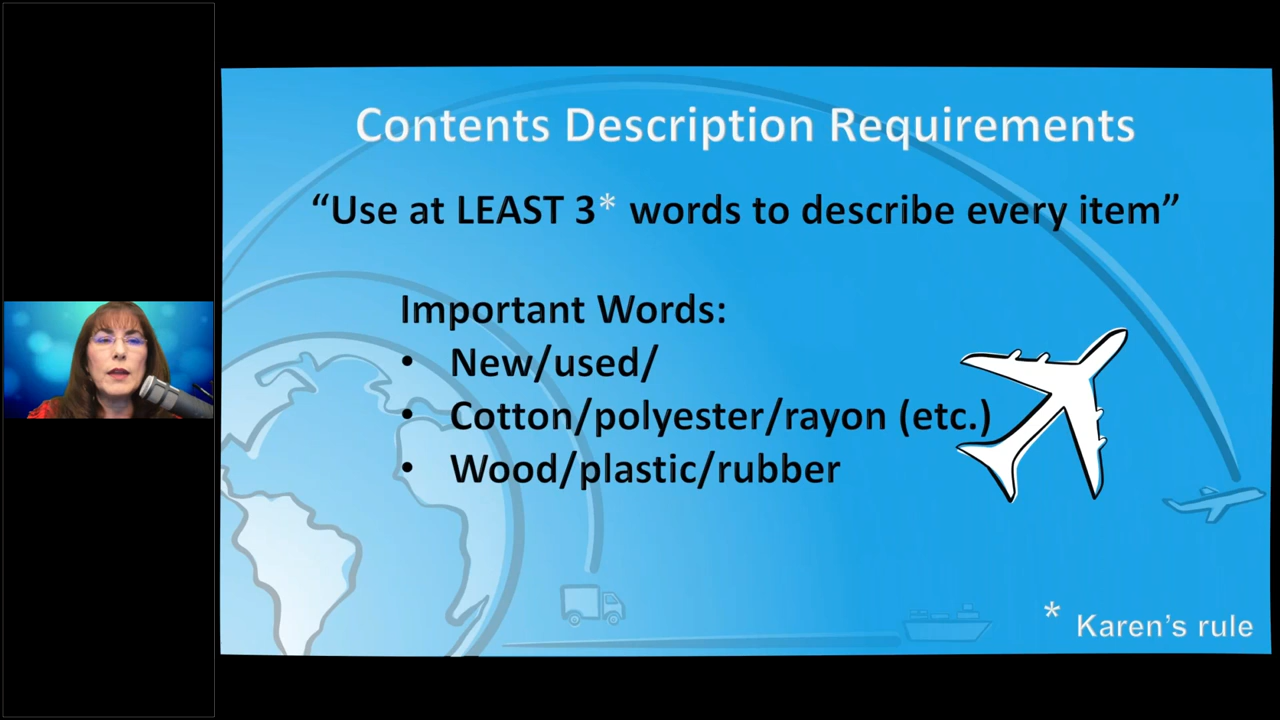 Contents Description Requirements
“Use at LEAST 3* words to describe every item”
Important Words:
• New/used/
• Cotton/polyester/rayon (etc.)
• Wood/plastic/rubber
* Karen’s rule